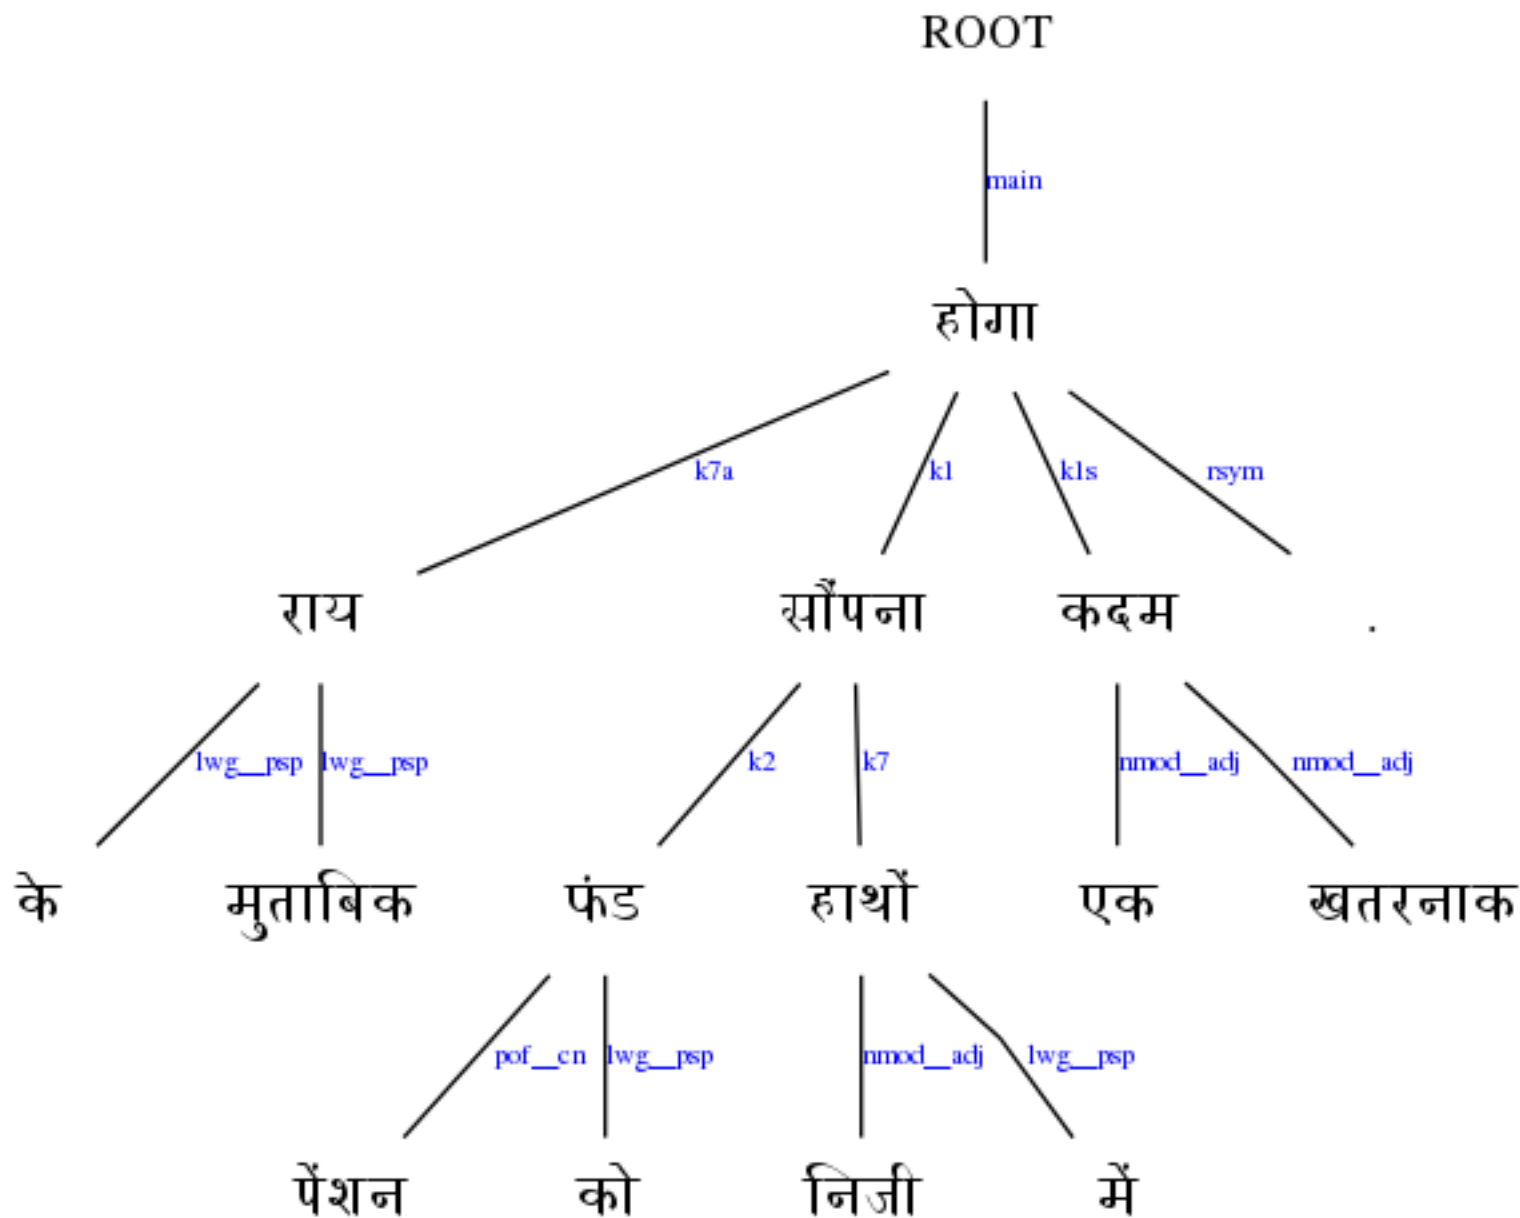 ROOT
main
होगा
k7a k1 k1s rsym
राय सौंपना कदम .
lwg__psp lwg__psp k2 k7 nmod__adj nmod__adj
के मुताबिक फंड हाथों एक खतरनाक
pof__cn lwg__psp nmod__adj lwg__psp
पेंशन को निजी में